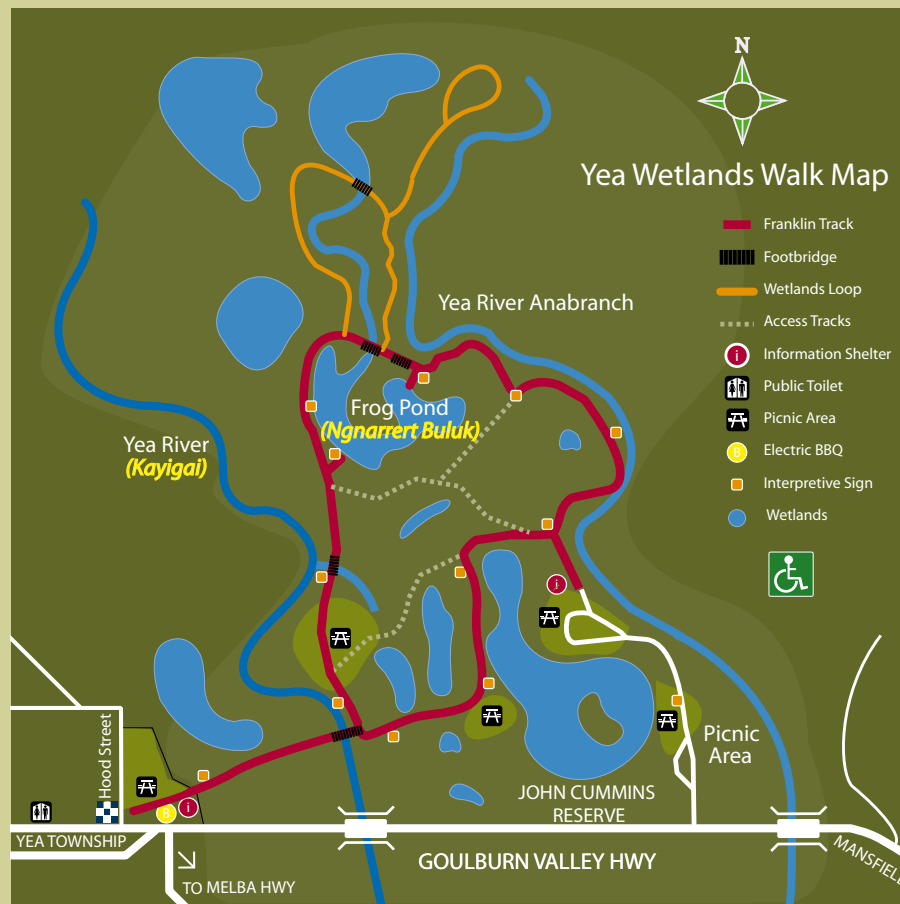 N
Yea Wetlands Walk Map
Franklin Track
Footbridge
Wetlands Loop
Access Tracks
i
Information Shelter
Public Toilet
Picnic Area
B
Electric BBQ
Interpretive Sign
Wetlands
Yea River Anabranch
Frog Pond
(Ngnarrert Buluk)
Yea River
(Kayigai)
i
Hood Street
B
i
Picnic
Area
JOHN CUMMINS
RESERVE
YEA TOWNSHIP
GOULBURN VALLEY HWY
MANSFIELD
TO MELBA HWY